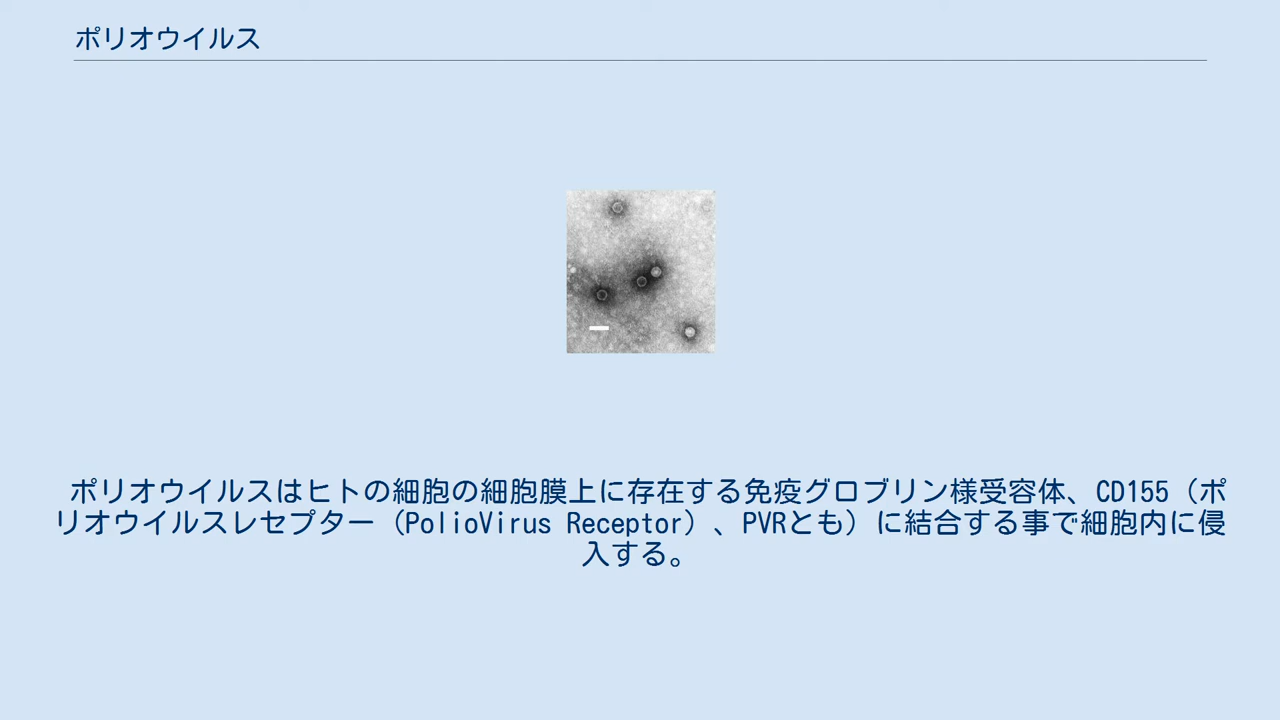 ポリオウイルス
ポリオウイルスはヒトの細胞の細胞膜上に存在する免疫グロブリン様受容体、CD155（ポ
リオウイルスレセプター（PolioVirus Receptor）、PVRとも）に結合する事で細胞内に侵
入する。